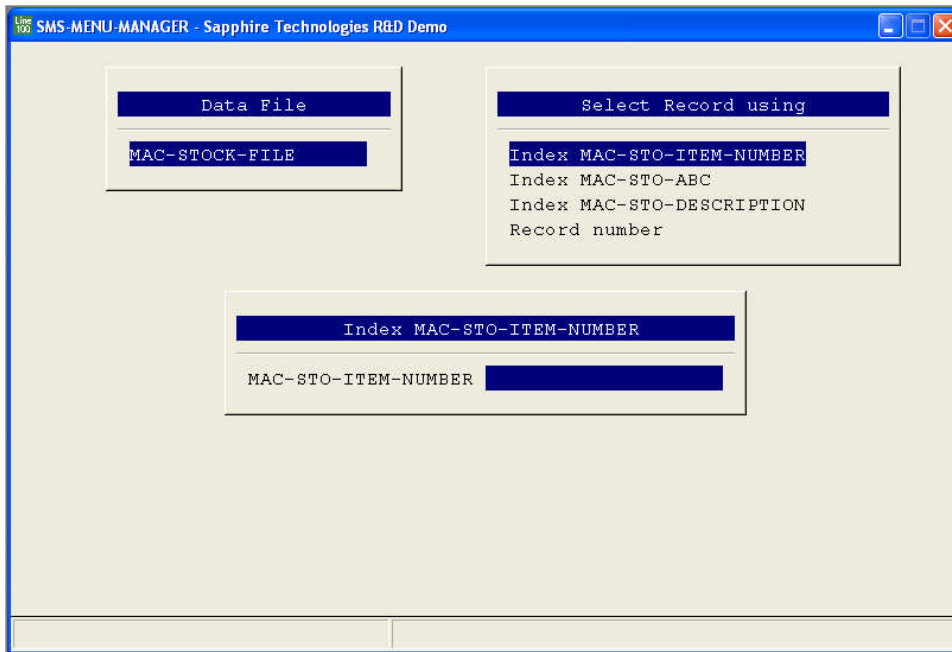 Line 100 SMS-MENU-MANAGER - Sapphire Technologies R&D Demo
Data File
MAC-STOCK-FILE
Select Record using
Index MAC-STO-ITEM-NUMBER
Index MAC-STO-ABC
Index MAC-STO-DESCRIPTION
Record number
Index MAC-STO-ITEM-NUMBER
MAC-STO-ITEM-NUMBER